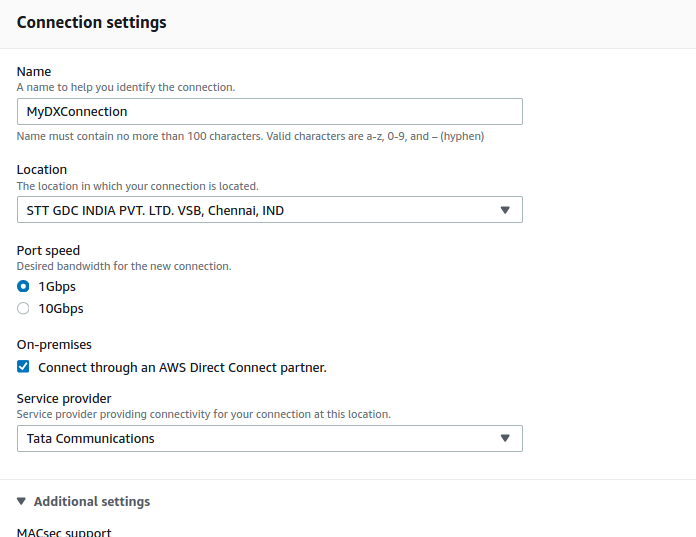 Connection settings
Name
A name to help you identify the connection.
MyDXConnection
Name must contain no more than 100 characters. Valid characters are a-z, 0-9, and – (hyphen)
Location
The location in which your connection is located.
STT GDC INDIA PVT. LTD. VSB, Chennai, IND
Port speed
Desired bandwidth for the new connection.
1Gbps
10Gbps
On-premises
Connect through an AWS Direct Connect partner.
Service provider
Service provider providing connectivity for your connection at this location.
Tata Communications
Additional settings
MACsec support